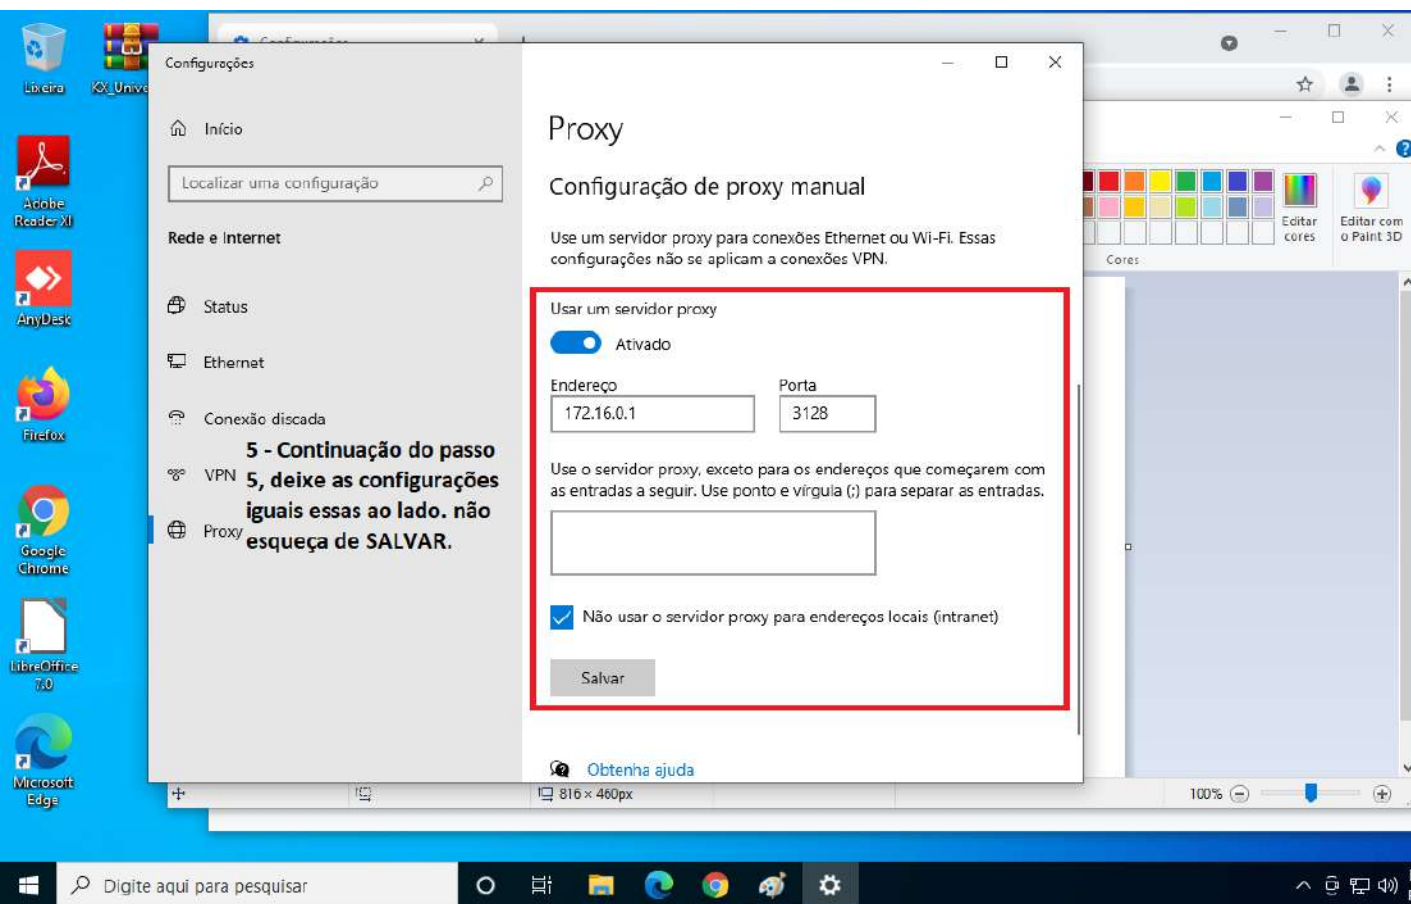 Lixeira
KX_Unive
Adobe
Reader XI
AnyDesk
Firefox
Google
Chrome
LibreOffice
7.0
Microsoft
Edge
Configurações
Início
Localizar uma configuração
Rede e Internet
Status
Ethernet
Conexão discada
VPN
Proxy
5 - Continuação do passo
5, deixe as configurações
iguais essas ao lado. não
esqueça de SALVAR.
Proxy
Configuração de proxy manual
Use um servidor proxy para conexões Ethernet ou Wi-Fi. Essas
configurações não se aplicam a conexões VPN.
Usar um servidor proxy
Ativado
Endereço Porta
172.16.0.1 3128
Use o servidor proxy, exceto para os endereços que começarem com
as entradas a seguir. Use ponto e vírgula (;) para separar as entradas.
Não usar o servidor proxy para endereços locais (intranet)
Salvar
Obtenha ajuda
Editar
cores
Editar com
o Paint 3D
Cores
816 × 460px
100%
Digite aqui para pesquisar